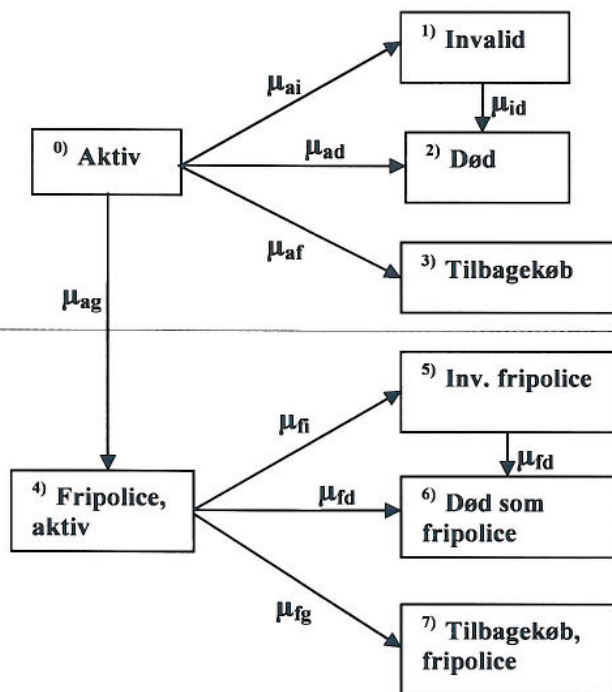 1) Invalid
μai
μid
0) Aktiv
μad
2) Død
μaf
3) Tilbagekøb
μag
5) Inv. fripolice
μfi
μfd
4) Fripolice,
aktiv
μfd
6) Død som
fripolice
μfg
7) Tilbagekøb,
fripolice